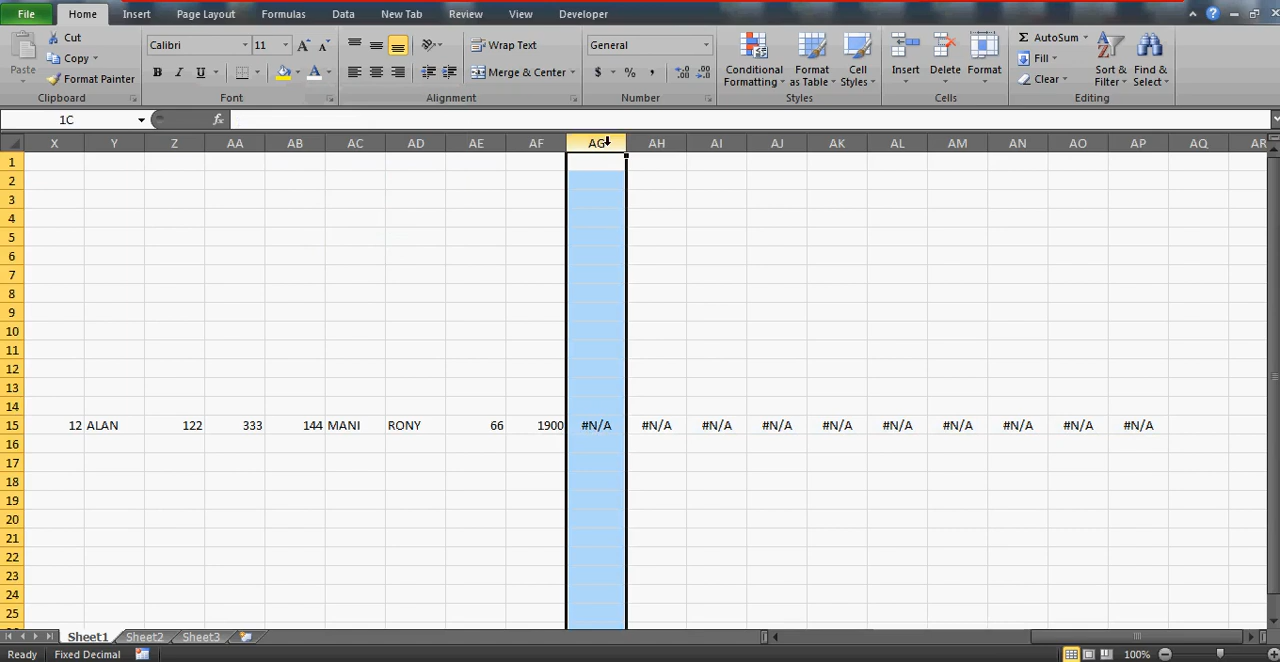 File Home Insert Page Layout Formulas Data New Tab Review View Developer
Paste Cut Calibri 11 Wrap Text General Conditional Formatting Format as Table Cell Styles Insert Delete Format AutoSum Sort & Filter Find & Select
Copy Fill
Format Painter B I U Merge & Center $ % , Clear
Clipboard Font Alignment Number Styles Cells Editing
1C fx
X Y Z AA AB AC AD AE AF AG AH AI AJ AK AL AM AN AO AP AQ AR
1
2
3
4
5
6
7
8
9
10
11
12
13
14
15 12 ALAN 122 333 144 MANI RONY 66 1900 #N/A #N/A #N/A #N/A #N/A #N/A #N/A #N/A #N/A #N/A
16
17
18
19
20
21
22
23
24
25
Sheet1 Sheet2 Sheet3
Ready Fixed Decimal 100%